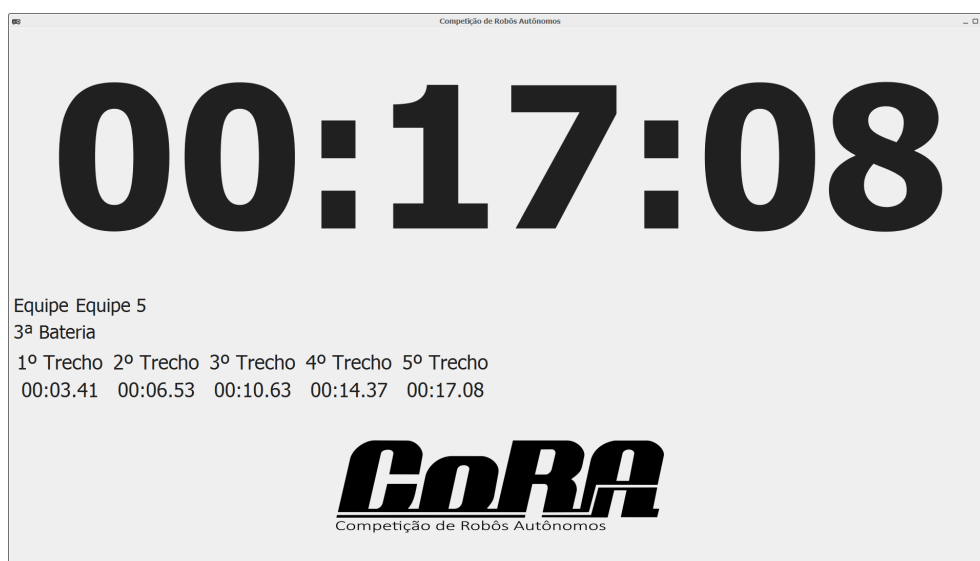 Competição de Robôs Autônomos
00:17:08
Equipe Equipe 5
3ª Bateria
1º Trecho 2º Trecho 3º Trecho 4º Trecho 5º Trecho
00:03.41 00:06.53 00:10.63 00:14.37 00:17.08
CoRA
Competição de Robôs Autônomos